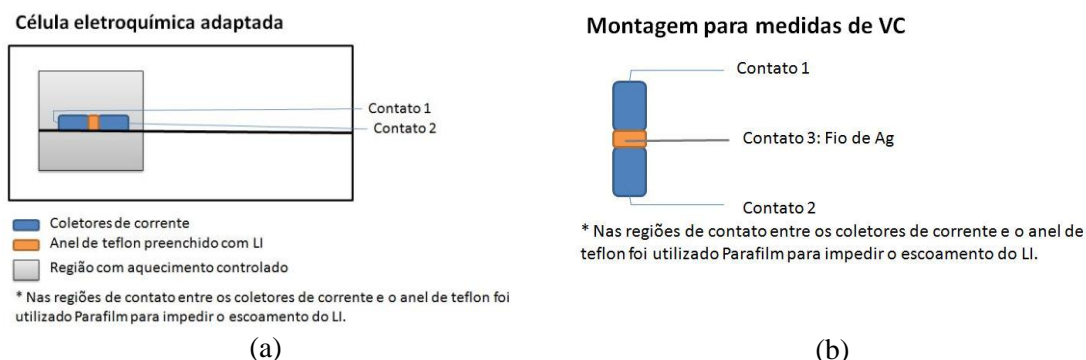 Célula eletroquímica adaptada
Contato 1
Contato 2
Coletores de corrente
Anel de teflon preenchido com LI
Região com aquecimento controlado
* Nas regiões de contato entre os coletores de corrente e o anel de teflon foi
utilizado Parafilm para impedir o escoamento do LI.
(a)
Montagem para medidas de VC
Contato 1
Contato 3: Fio de Ag
Contato 2
* Nas regiões de contato entre os coletores de corrente e o anel de
teflon foi utilizado Parafilm para impedir o escoamento do LI.
(b)